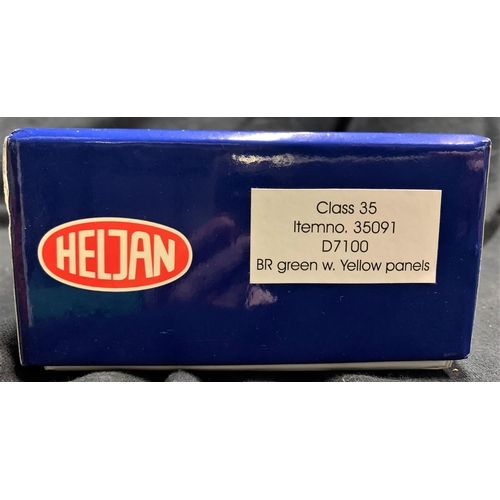 HELJAN
Class 35
Itemno. 35091
D7100
BR green w. Yellow panels